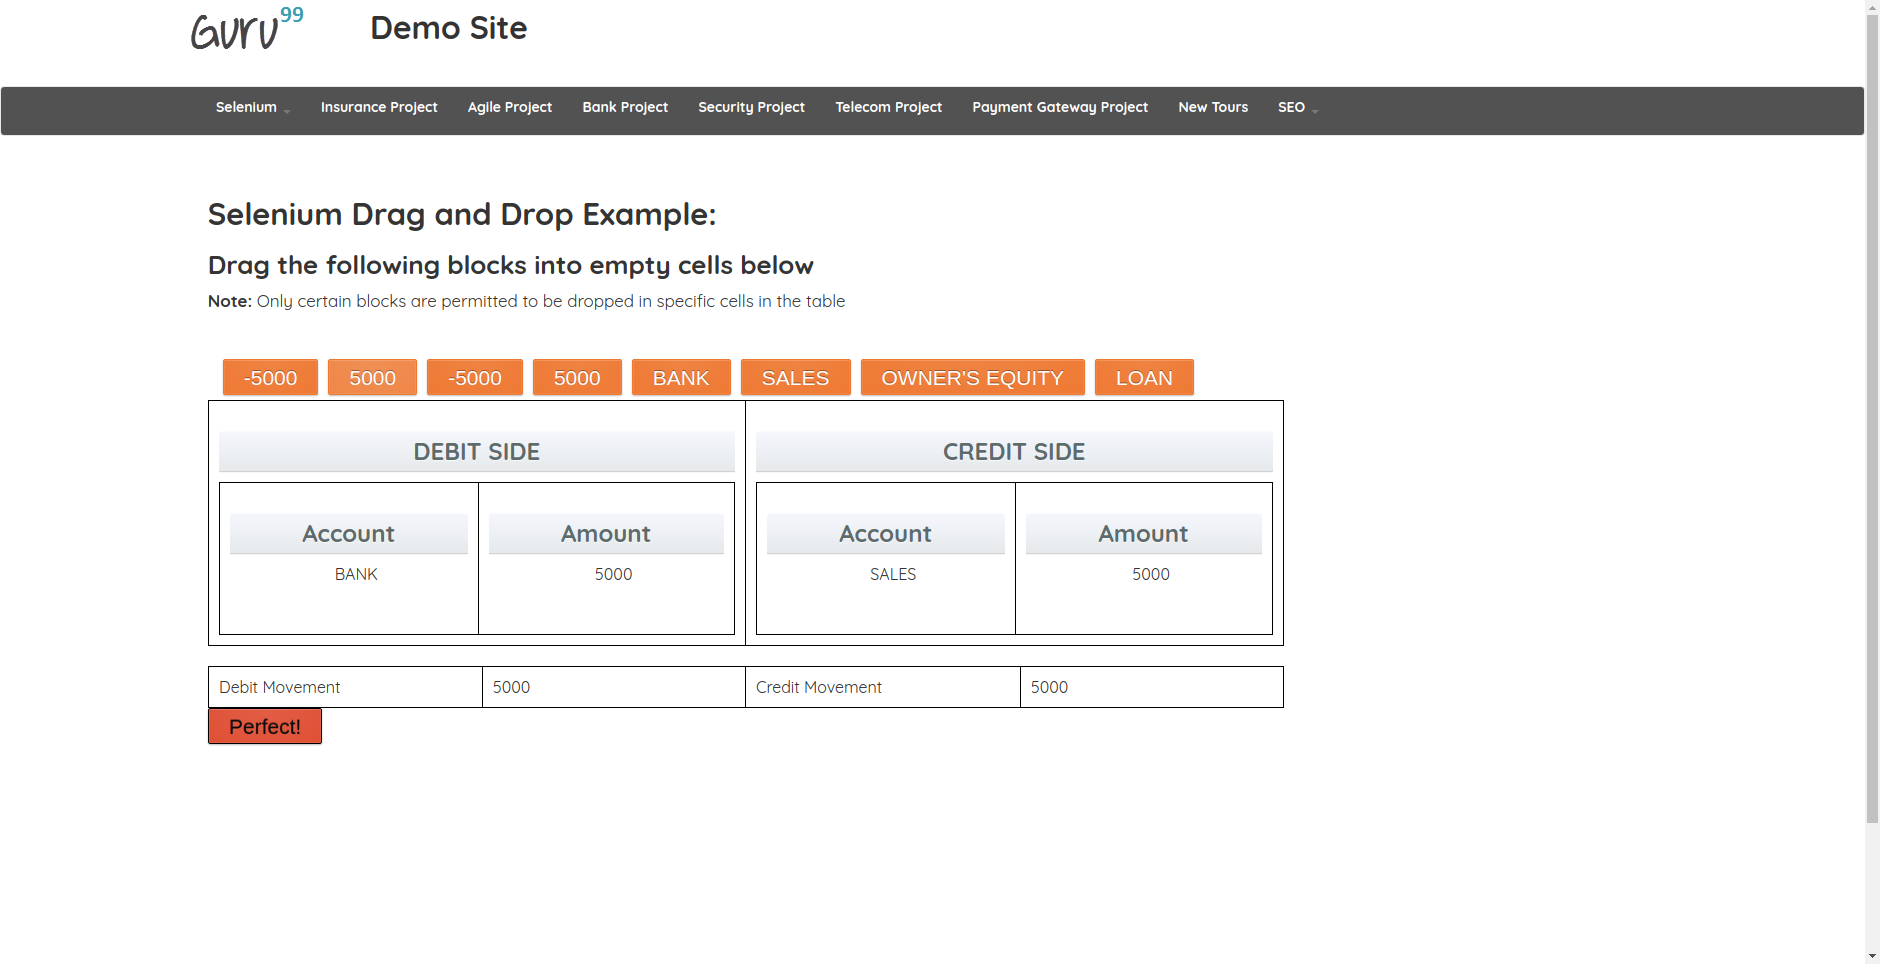 Guru99 Demo Site
Selenium Insurance Project Agile Project Bank Project Security Project Telecom Project Payment Gateway Project New Tours SEO
Selenium Drag and Drop Example:
Drag the following blocks into empty cells below
Note: Only certain blocks are permitted to be dropped in specific cells in the table
-5000 5000 -5000 5000 BANK SALES OWNER'S EQUITY LOAN
DEBIT SIDE CREDIT SIDE
Account Amount Account Amount
BANK 5000 SALES 5000
Debit Movement 5000 Credit Movement 5000
Perfect!